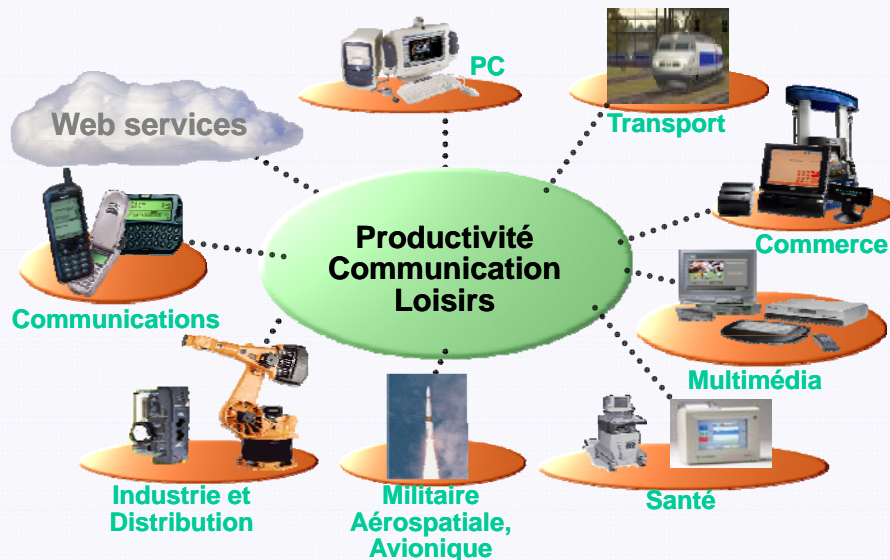 PC
Transport
Web services
Productivité
Communication
Loisirs
Commerce
Communications
Multimédia
Industrie et
Distribution
Militaire
Aérospatiale,
Avionique
Santé